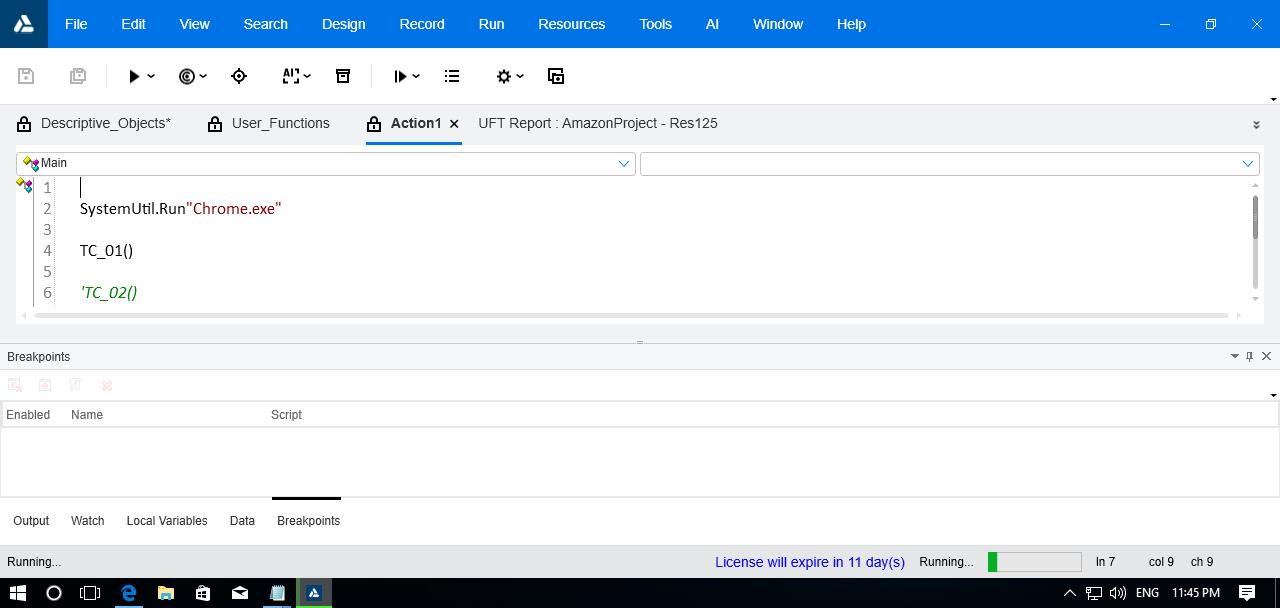 File Edit View Search Design Record Run Resources Tools AI Window Help
AI
Descriptive_Objects* User_Functions Action1 UFT Report : AmazonProject - Res125
Main
1
2 SystemUtil.Run"Chrome.exe"
3
4 TC_01()
5
6 'TC_02()
Breakpoints
Enabled Name Script
Output Watch Local Variables Data Breakpoints
Running... License will expire in 11 day(s) Running... ln 7 col 9 ch 9
ENG 11:45 PM